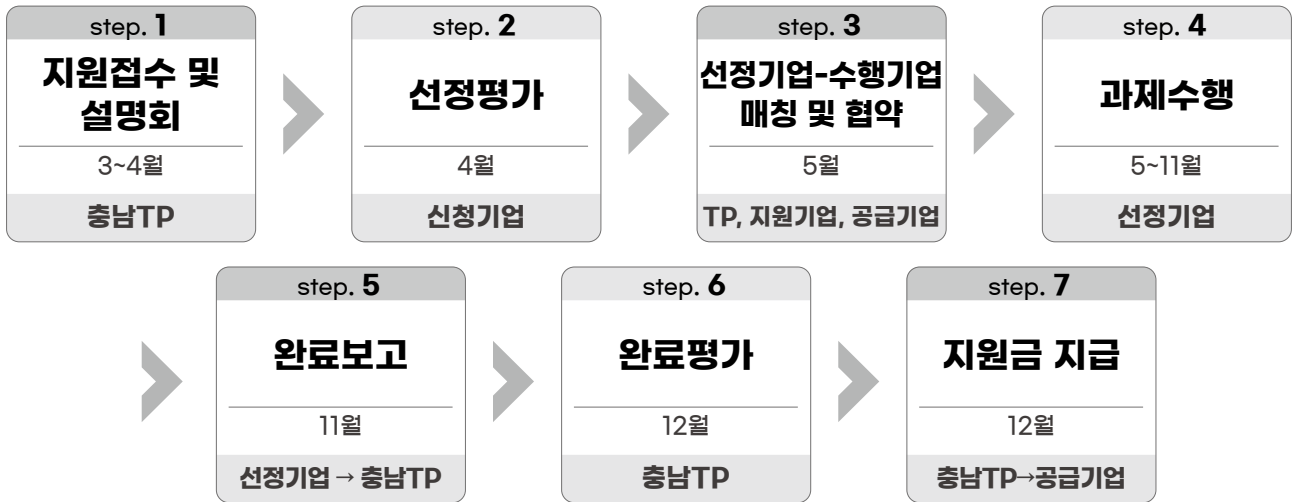 step. 1
지원접수 및
설명회
3~4월
충남TP
step. 2
선정평가
4월
신청기업
step. 3
선정기업-수행기업
매칭 및 협약
5월
TP, 지원기업, 공급기업
step. 4
과제수행
5~11월
선정기업
step. 5
완료보고
11월
선정기업 → 충남TP
step. 6
완료평가
12월
충남TP
step. 7
지원금 지급
12월
충남TP→공급기업